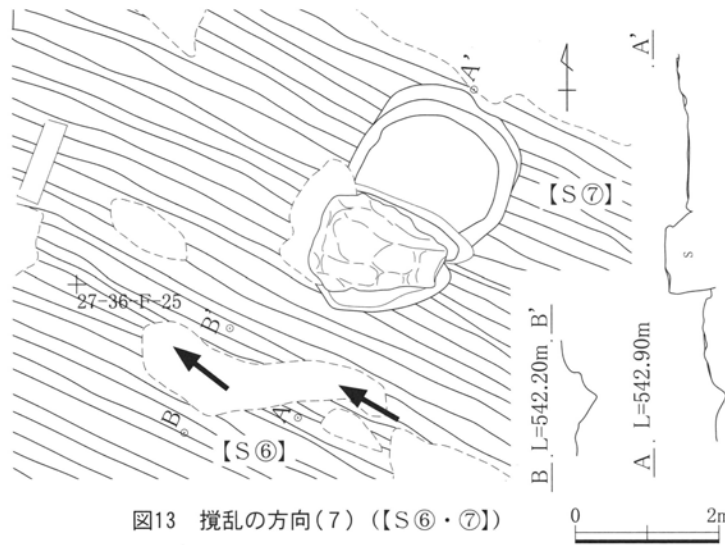 A'
A'
【S⑦】
S
27-36-F-25
B'
B
A
【S⑥】
B L=542.20m B'
A L=542.90m
0 2m
図13 攪乱の方向(7)（【S⑥・⑦】）